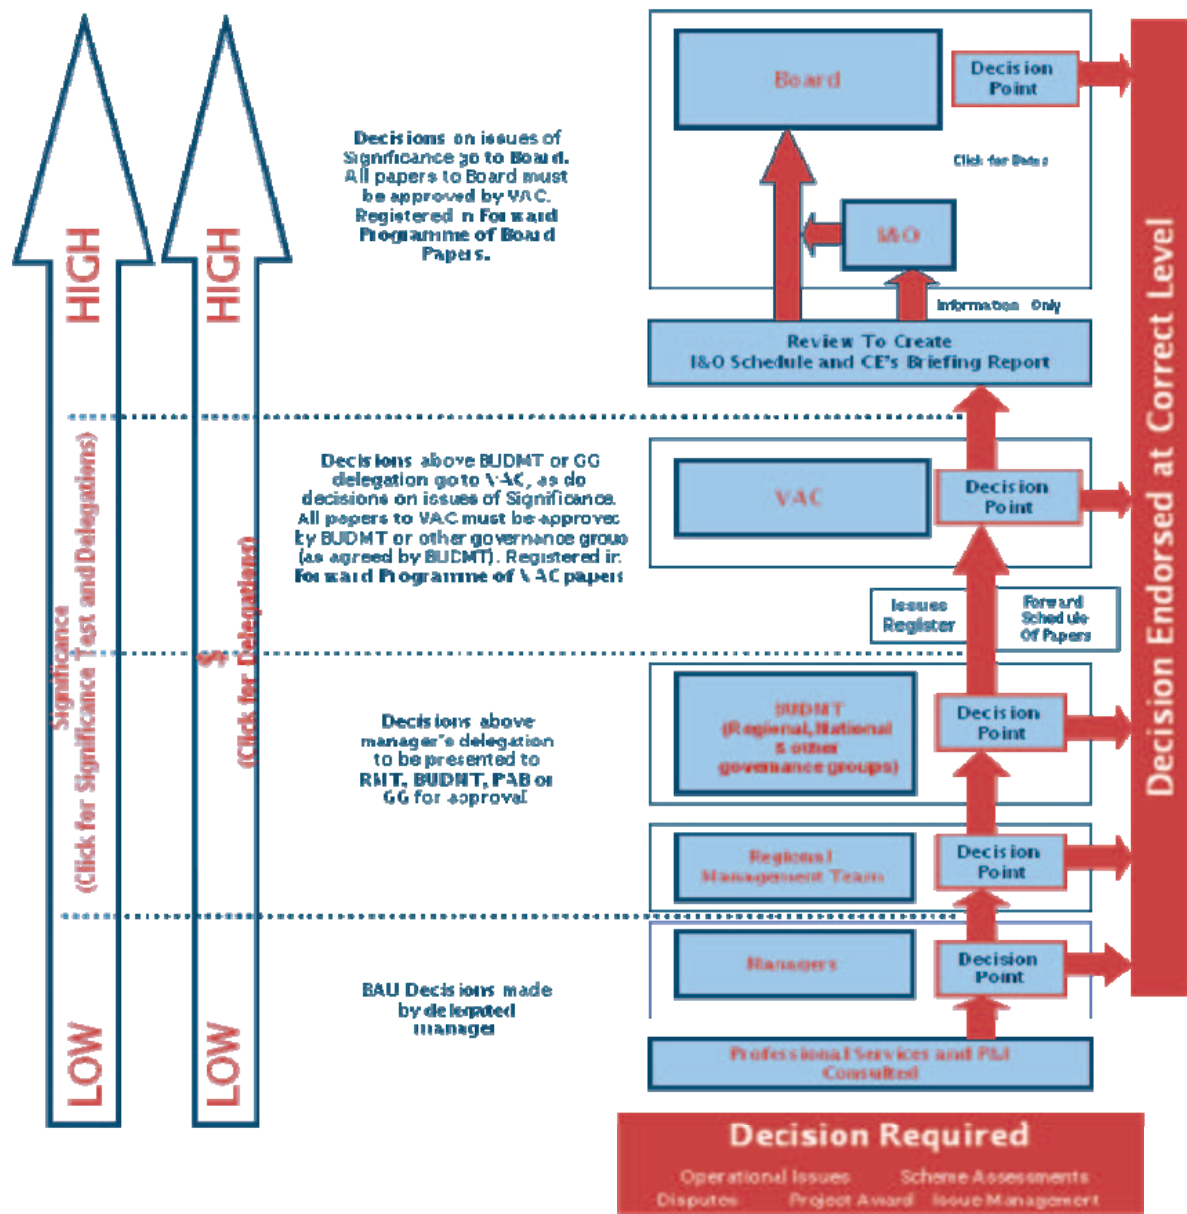 HIGH
HIGH
Significance
(Click for Significance Test and Delegations)
$
(Click for Delegations)
LOW
LOW
Decisions on issues of
Significance go to Board.
All papers to Board must
be approved by VAC.
Registered in Forward
Programme of Board
Papers.
Decisions above BUDMT or GG
delegation go to VAC, as do
decisions on issues of Significance.
All papers to VAC must be approved
by BUDMT or other governance group
(as agreed by BUDMT). Registered in
Forward Programme of VAC papers
Decisions above
manager's delegation
to be presented to
RMT, BUDMT, PAB or
GG for approval
BAU Decisions made
by delegated
manager
Board
Decision
Point
Click for Dates
I&O
Information Only
Review To Create
I&O Schedule and CE's Briefing Report
VAC
Decision
Point
Issues
Register
Forward
Schedule
Of Papers
BUDMT
(Regional, National
& other
governance groups)
Decision
Point
Regional
Management Team
Decision
Point
Managers
Decision
Point
Professional Services and P&I
Consulted
Decision Endorsed at Correct Level
Decision Required
Operational Issues Scheme Assessments
Disputes Project Award Issue Management